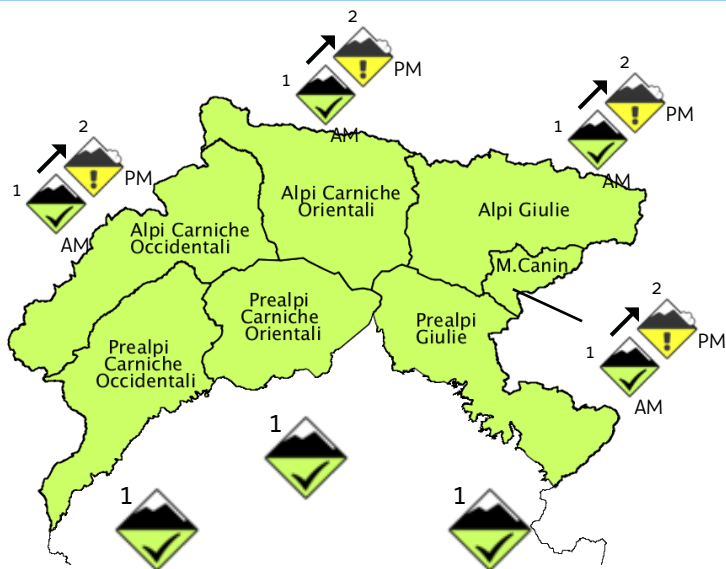 2
1
PM
AM
2
1
PM
AM
2
1
PM
AM
Alpi Carniche
Orientali
Alpi Giulie
Alpi Carniche
Occidentali
M.Canin
Prealpi
Carniche
Orientali
Prealpi
Giulie
Prealpi
Carniche
Occidentali
2
1
PM
AM
1
1
1